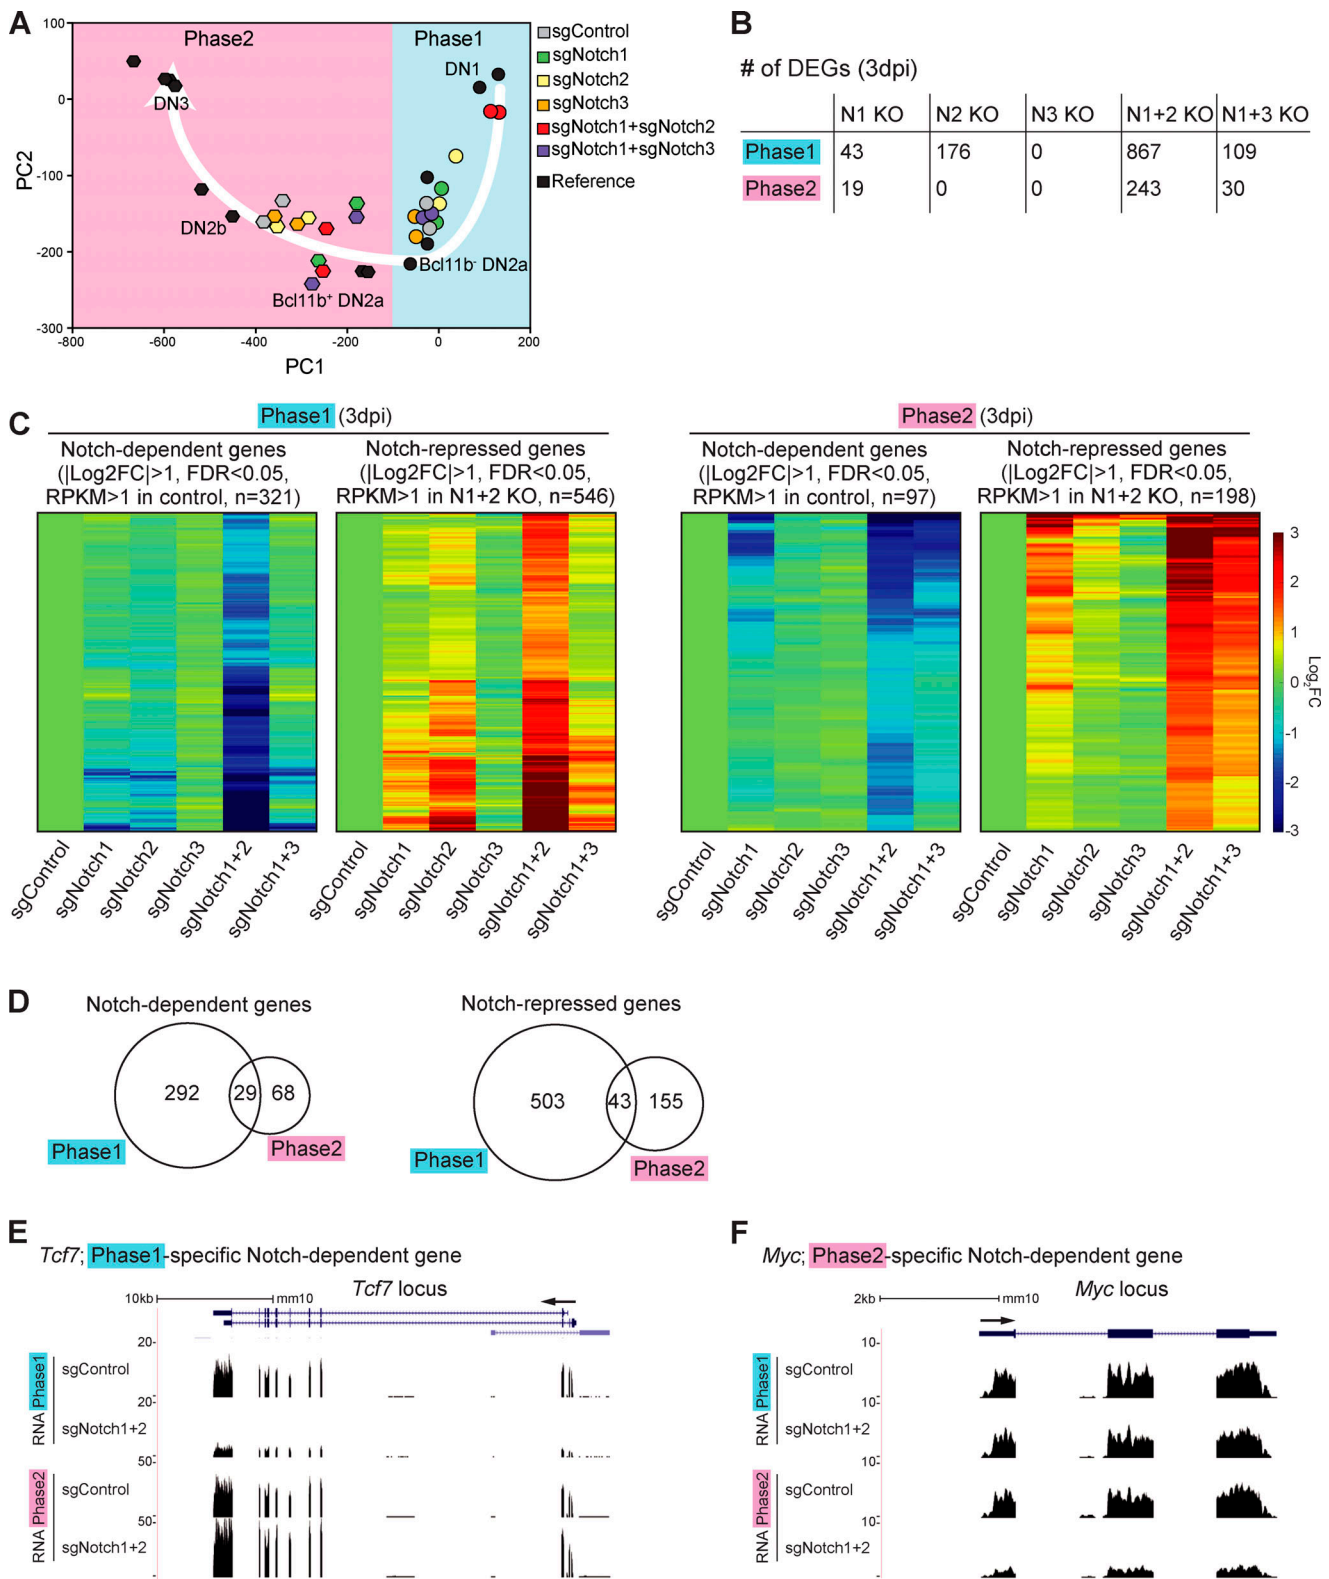 A
100
0
-100
-200
-300
PC2
-800
-600
-400
-200
0
200
PC1
Phase2
Phase1
DN1
DN3
DN2b
Bcl11b- DN2a
Bcl11b+ DN2a
sgControl
sgNotch1
sgNotch2
sgNotch3
sgNotch1+sgNotch2
sgNotch1+sgNotch3
Reference
B
# of DEGs (3dpi)
N1 KO N2 KO N3 KO N1+2 KO N1+3 KO
Phase1 43 176 0 867 109
Phase2 19 0 0 243 30
C
Phase1 (3dpi)
Notch-dependent genes
(|Log2FC|>1, FDR<0.05,
RPKM>1 in control, n=321)
Notch-repressed genes
(|Log2FC|>1, FDR<0.05,
RPKM>1 in N1+2 KO, n=546)
sgControl
sgNotch1
sgNotch2
sgNotch3
sgNotch1+2
sgNotch1+3
sgControl
sgNotch1
sgNotch2
sgNotch3
sgNotch1+2
sgNotch1+3
Phase2 (3dpi)
Notch-dependent genes
(|Log2FC|>1, FDR<0.05,
RPKM>1 in control, n=97)
Notch-repressed genes
(|Log2FC|>1, FDR<0.05,
RPKM>1 in N1+2 KO, n=198)
sgControl
sgNotch1
sgNotch2
sgNotch3
sgNotch1+2
sgNotch1+3
sgControl
sgNotch1
sgNotch2
sgNotch3
sgNotch1+2
sgNotch1+3
3
2
1
0
-1
-2
-3
Log2FC
D
Notch-dependent genes
292 29 68
Phase1
Phase2
Notch-repressed genes
503 43 155
Phase1
Phase2
E
Tcf7; Phase1-specific Notch-dependent gene
Tcf7 locus
10kb mm10
20-
RNA Phase1
sgControl
20-
sgNotch1+2
50-
RNA Phase2
sgControl
50-
sgNotch1+2
F
Myc; Phase2-specific Notch-dependent gene
Myc locus
2kb mm10
10-
RNA Phase1
sgControl
10-
sgNotch1+2
10-
RNA Phase2
sgControl
10-
sgNotch1+2